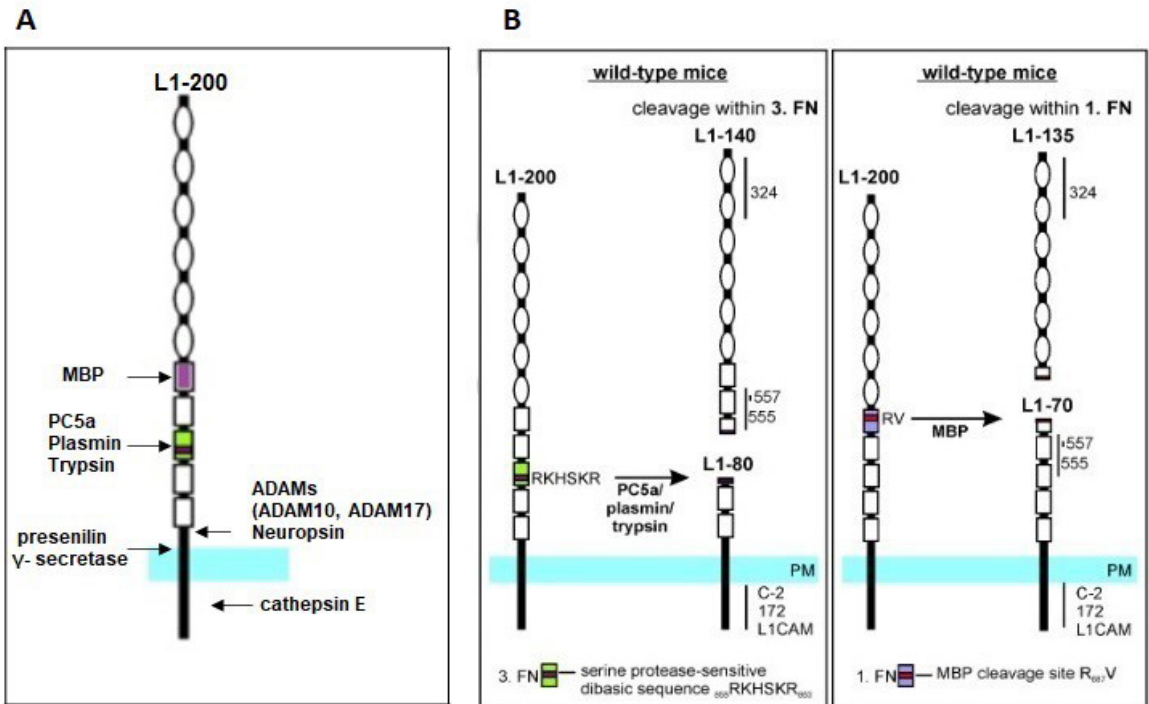 A
L1-200
MBP
PC5a
Plasmin
Trypsin
ADAMs
(ADAM10, ADAM17)
Neuropsin
presenilin
γ- secretase
cathepsin E
B
wild-type mice
cleavage within 3. FN
L1-140
324
L1-200
557
555
L1-80
RKHSKR
PC5a/
plasmin/
trypsin
PM
C-2
172
L1CAM
3. FN
serine protease-sensitive
dibasic sequence RKHSKR
wild-type mice
cleavage within 1. FN
L1-135
324
L1-200
L1-70
RV
MBP
557
555
PM
C-2
172
L1CAM
1. FN
MBP cleavage site R₆₈₇V